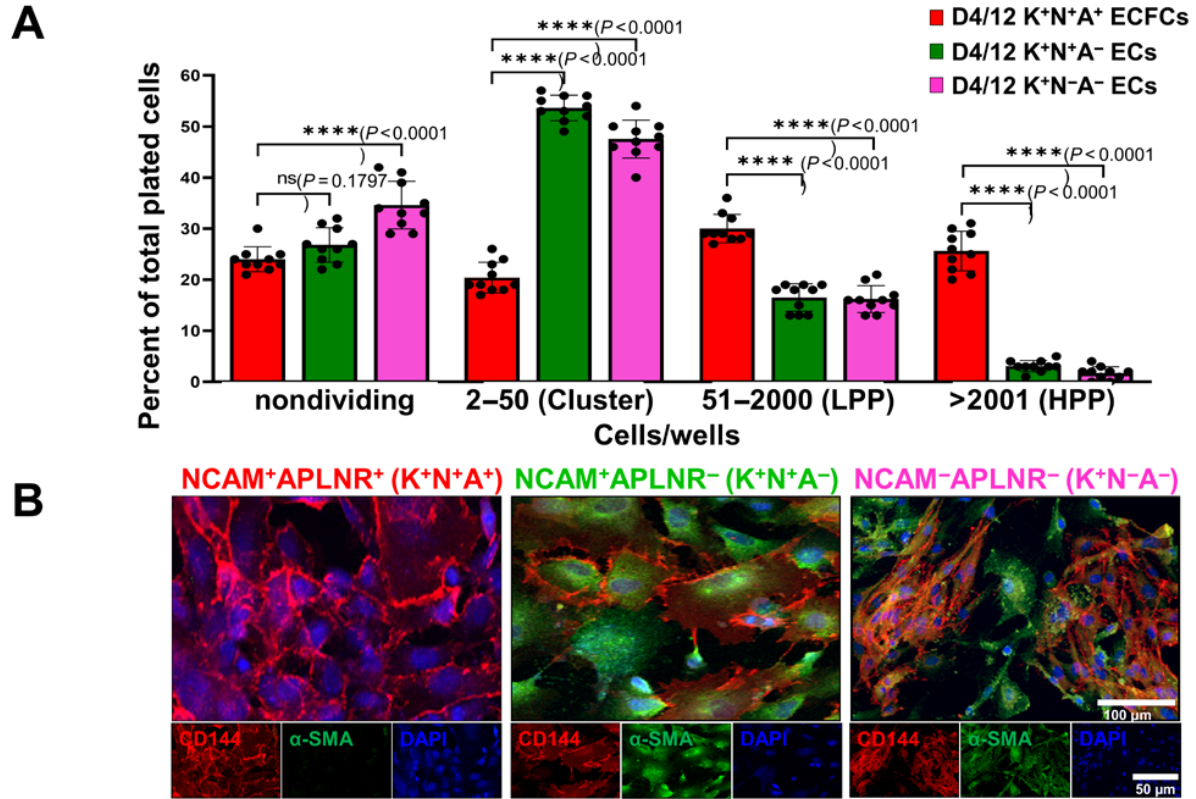 A
D4/12 K⁺N⁺A⁺ ECFCs
D4/12 K⁺N⁺A⁻ ECs
D4/12 K⁺N⁻A⁻ ECs
Percent of total plated cells
60
50
40
30
20
10
0
ns(P = 0.1797)
****(P < 0.0001)
****(P < 0.0001)
****(P < 0.0001)
**** (P < 0.0001)
****(P < 0.0001)
****(P < 0.0001)
****(P < 0.0001)
nondividing
2–50 (Cluster)
51–2000 (LPP)
>2001 (HPP)
Cells/wells
B
NCAM⁺APLNR⁺ (K⁺N⁺A⁺)
NCAM⁺APLNR⁻ (K⁺N⁺A⁻)
NCAM⁻APLNR⁻ (K⁺N⁻A⁻)
100 µm
CD144
α-SMA
DAPI
CD144
α-SMA
DAPI
CD144
α-SMA
DAPI
50 µm